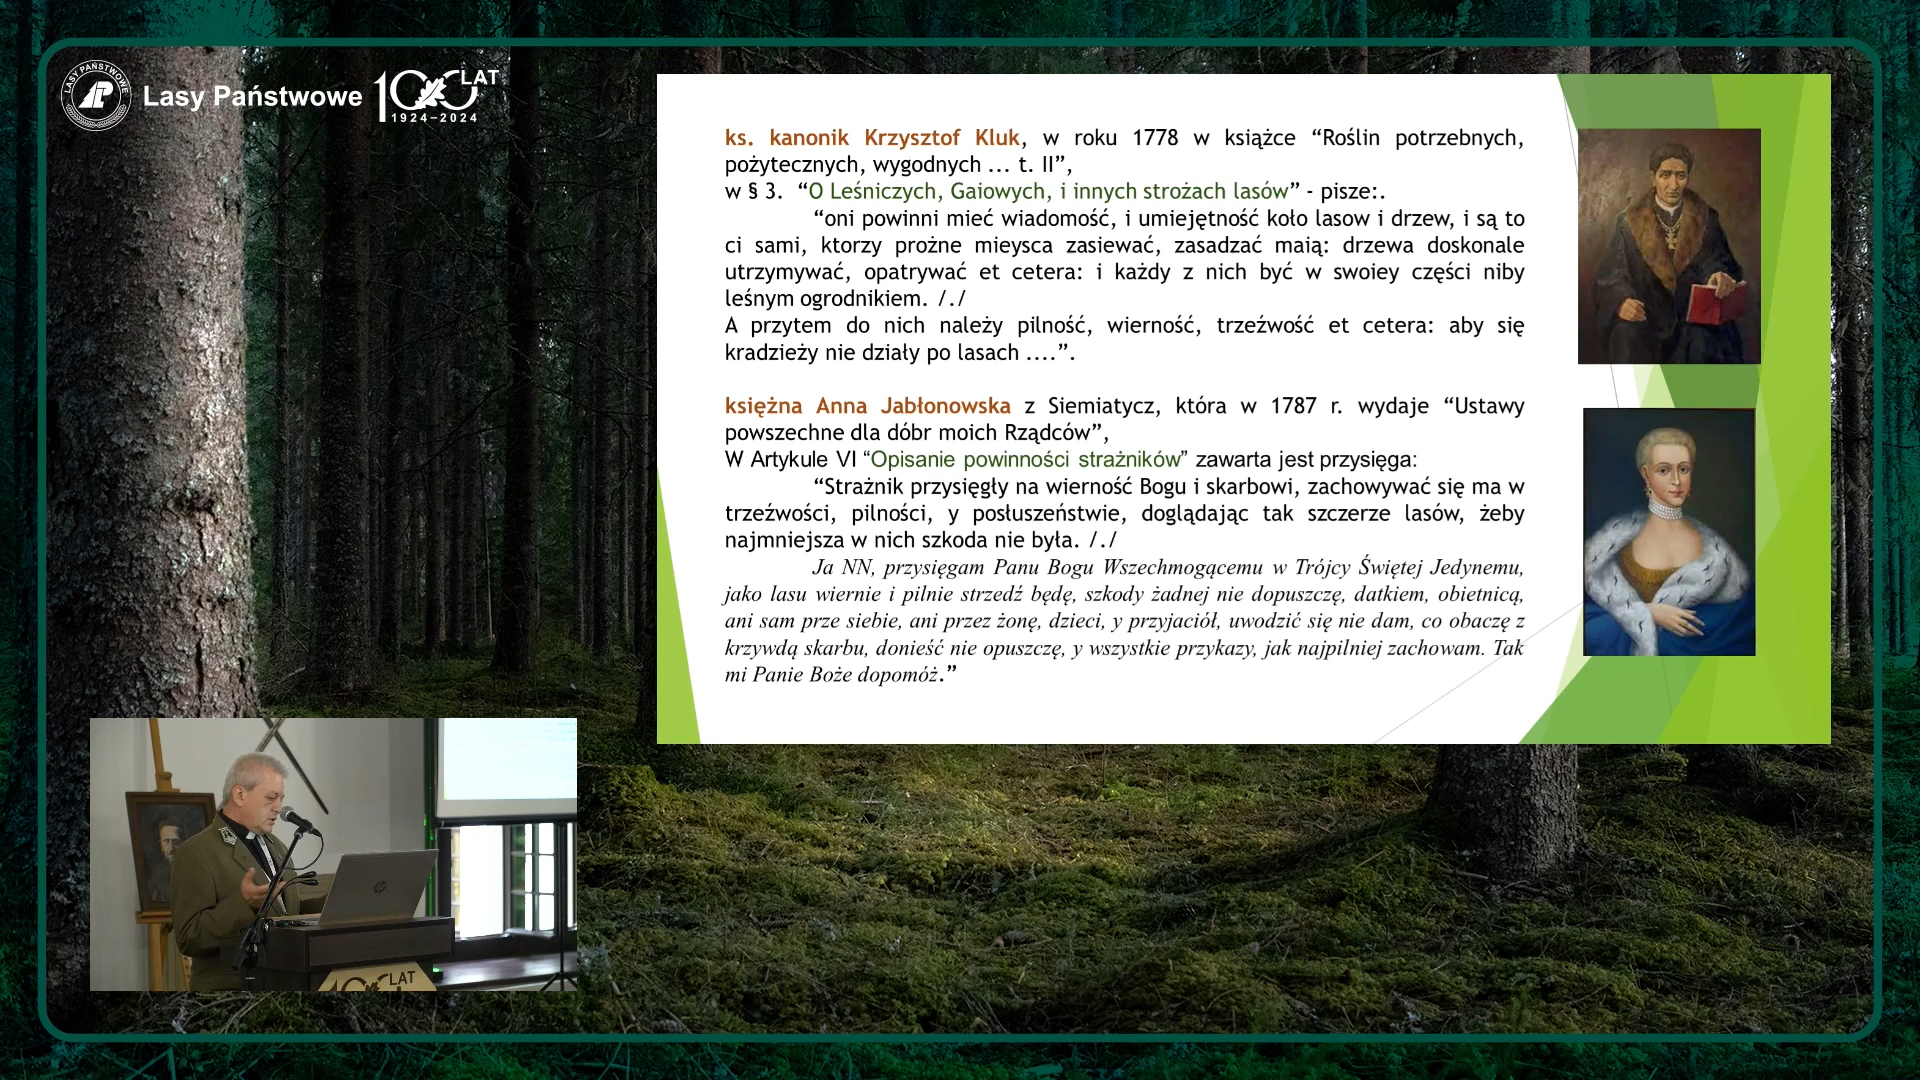 LASY PAŃSTWOWE
Lasy Państwowe
100 LAT
1924–2024
ks. kanonik Krzysztof Kluk, w roku 1778 w książce “Roślin potrzebnych,
pożytecznych, wygodnych ... t. II”,
w § 3. “O Leśniczych, Gaiowych, i innych strożach lasów” - pisze:.
“oni powinni mieć wiadomość, i umiejętność koło lasow i drzew, i są to
ci sami, ktorzy prożne mieysca zasiewać, zasadzać maią: drzewa doskonale
utrzymywać, opatrywać et cetera: i każdy z nich być w swoiey części niby
leśnym ogrodnikiem. /./
A przytem do nich należy pilność, wierność, trzeźwość et cetera: aby się
kradzieży nie działy po lasach ....”.
księżna Anna Jabłonowska z Siemiatycz, która w 1787 r. wydaje “Ustawy
powszechne dla dóbr moich Rządców”,
W Artykule VI “Opisanie powinności strażników” zawarta jest przysięga:
“Strażnik przysięgły na wierność Bogu i skarbowi, zachowywać się ma w
trzeźwości, pilności, y posłuszeństwie, doglądając tak szczerze lasów, żeby
najmniejsza w nich szkoda nie była. /./
Ja NN, przysięgam Panu Bogu Wszechmogącemu w Trójcy Świętej Jedynemu,
jako lasu wiernie i pilnie strzedź będę, szkody żadnej nie dopuszczę, datkiem, obietnicą,
ani sam prze siebie, ani przez żonę, dzieci, y przyjaciół, uwodzić się nie dam, co obaczę z
krzywdą skarbu, donieść nie opuszczę, y wszystkie przykazy, jak najpilniej zachowam. Tak
mi Panie Boże dopomóż.”
hp
100 LAT